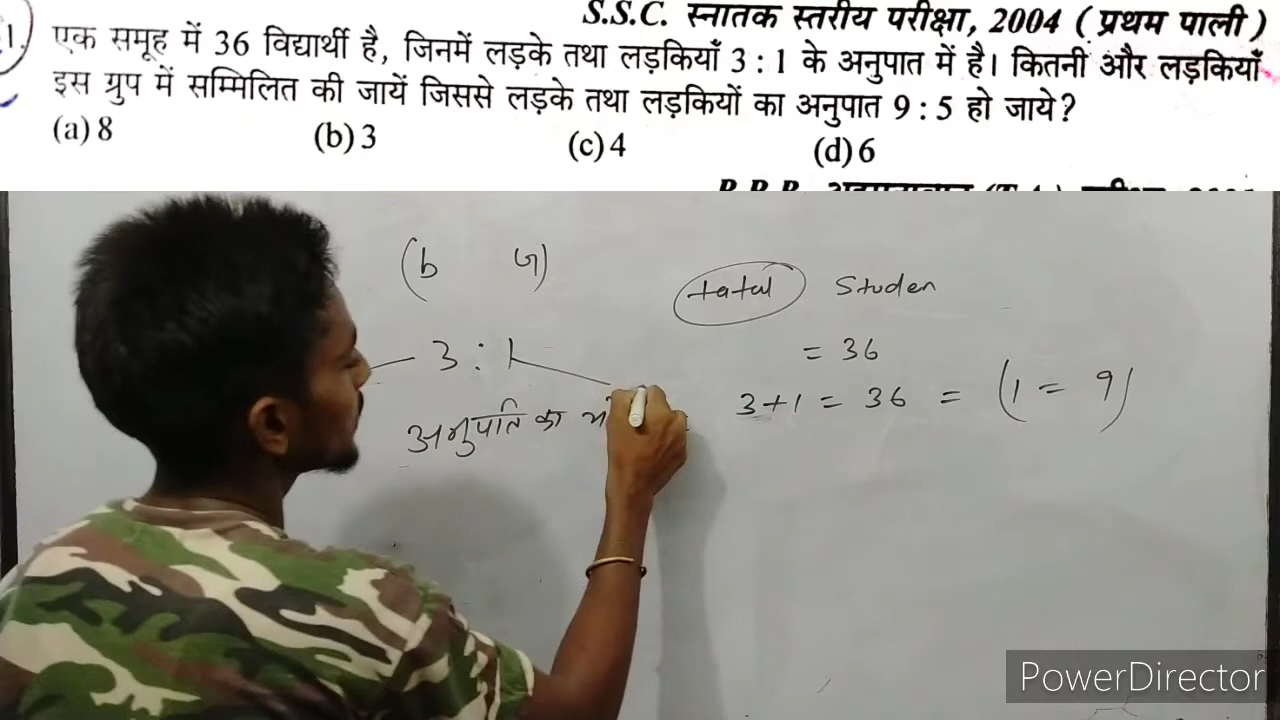 S.S.C. स्नातक स्तरीय परीक्षा, 2004 ( प्रथम पाली )
1. एक समूह में 36 विद्यार्थी है, जिनमें लड़के तथा लड़कियाँ 3 : 1 के अनुपात में है। कितनी और लड़कियाँ
इस ग्रुप में सम्मिलित की जायें जिससे लड़के तथा लड़कियों का अनुपात 9 : 5 हो जाये?
(a) 8 (b) 3 (c) 4 (d) 6
(b ज)
tatal Studen
3 : 1
= 36
अनुपाति का
3+1 = 36 = (1 = 9)
PowerDirector